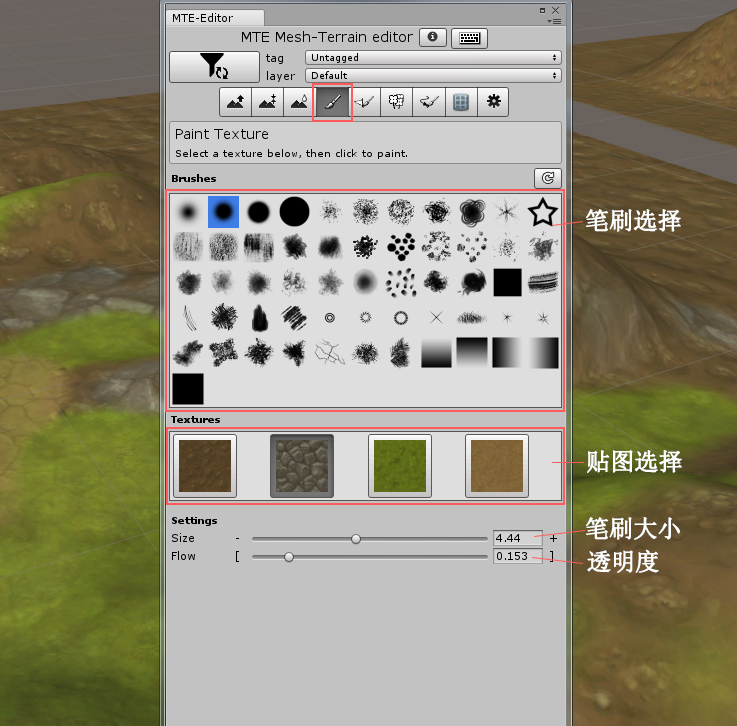 MTE-Editor
MTE Mesh-Terrain editor
tag Untagged
layer Default
Paint Texture
Select a texture below, then click to paint.
Brushes
笔刷选择
Textures
贴图选择
Settings
Size - 4.44 +
笔刷大小
Flow [ 0.153 ]
透明度